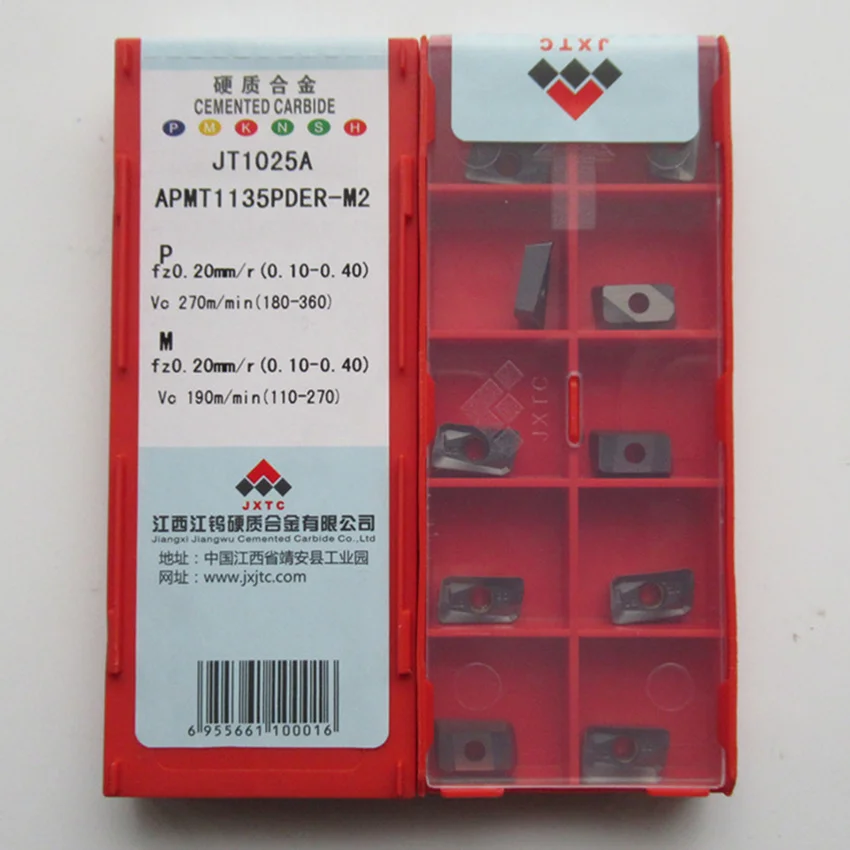 硬质合金
CEMENTED CARBIDE
P M K N S H
JT1025A
APMT1135PDER-M2
P
fz0.20mm/r(0.10-0.40)
Vc 270m/min(180-360)
M
fz0.20mm/r(0.10-0.40)
Vc 190m/min(110-270)
JXTC
江西江钨硬质合金有限公司
Jiangxi Jiangwu Cemented Carbide Co.,Ltd
地址：中国江西省靖安县工业园
网址：www.jxjtc.com
6 955661 100016
JXTC
JXTC